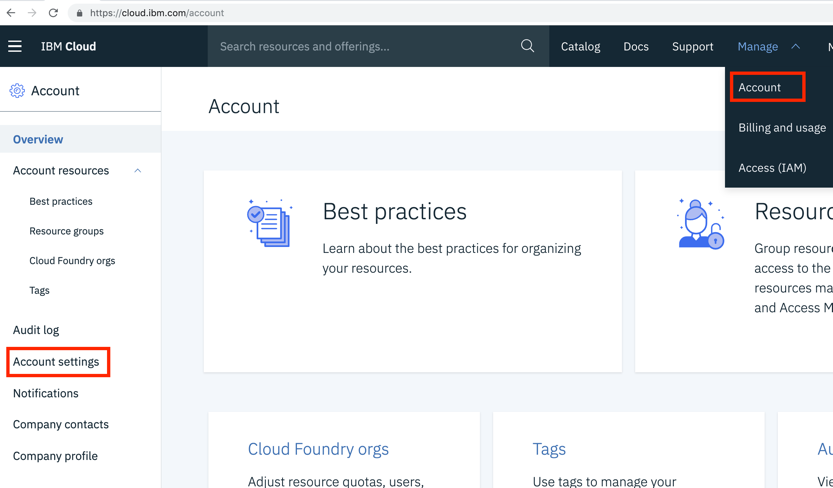 https://cloud.ibm.com/account
IBM Cloud
Search resources and offerings...
Catalog
Docs
Support
Manage
Account
Billing and usage
Access (IAM)
Account
Overview
Account resources
Best practices
Resource groups
Cloud Foundry orgs
Tags
Audit log
Account settings
Notifications
Company contacts
Company profile
Account
Best practices
Learn about the best practices for organizing
your resources.
Group resour
access to the
resources ma
and Access M
Cloud Foundry orgs
Adjust resource quotas, users,
Tags
Use tags to manage your